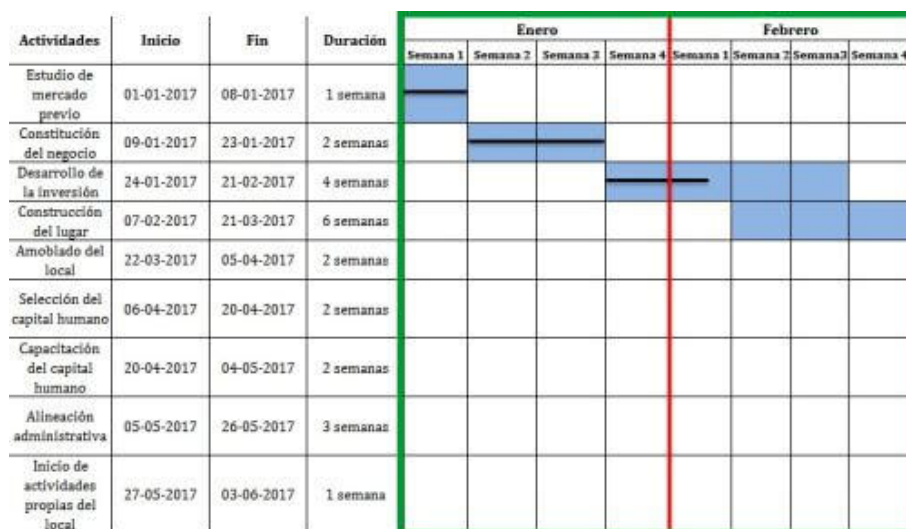 Actividades Inicio Fin Duración Enero Febrero
Semana 1 Semana 2 Semana 3 Semana 4 Semana 1 Semana 2 Semana3 Semana 4
Estudio de
mercado 01-01-2017 08-01-2017 1 semana
previo
Constitución
del negocio 09-01-2017 23-01-2017 2 semanas
Desarrollo de
la inversión 24-01-2017 21-02-2017 4 semanas
Construcción
del lugar 07-02-2017 21-03-2017 6 semanas
Amoblado del
local 22-03-2017 05-04-2017 2 semanas
Selección del
capital humano 06-04-2017 20-04-2017 2 semanas
Capacitación
del capital 20-04-2017 04-05-2017 2 semanas
humano
Alineación
administrativa 05-05-2017 26-05-2017 3 semanas
Inicio de
actividades
propias del 27-05-2017 03-06-2017 1 semana
local